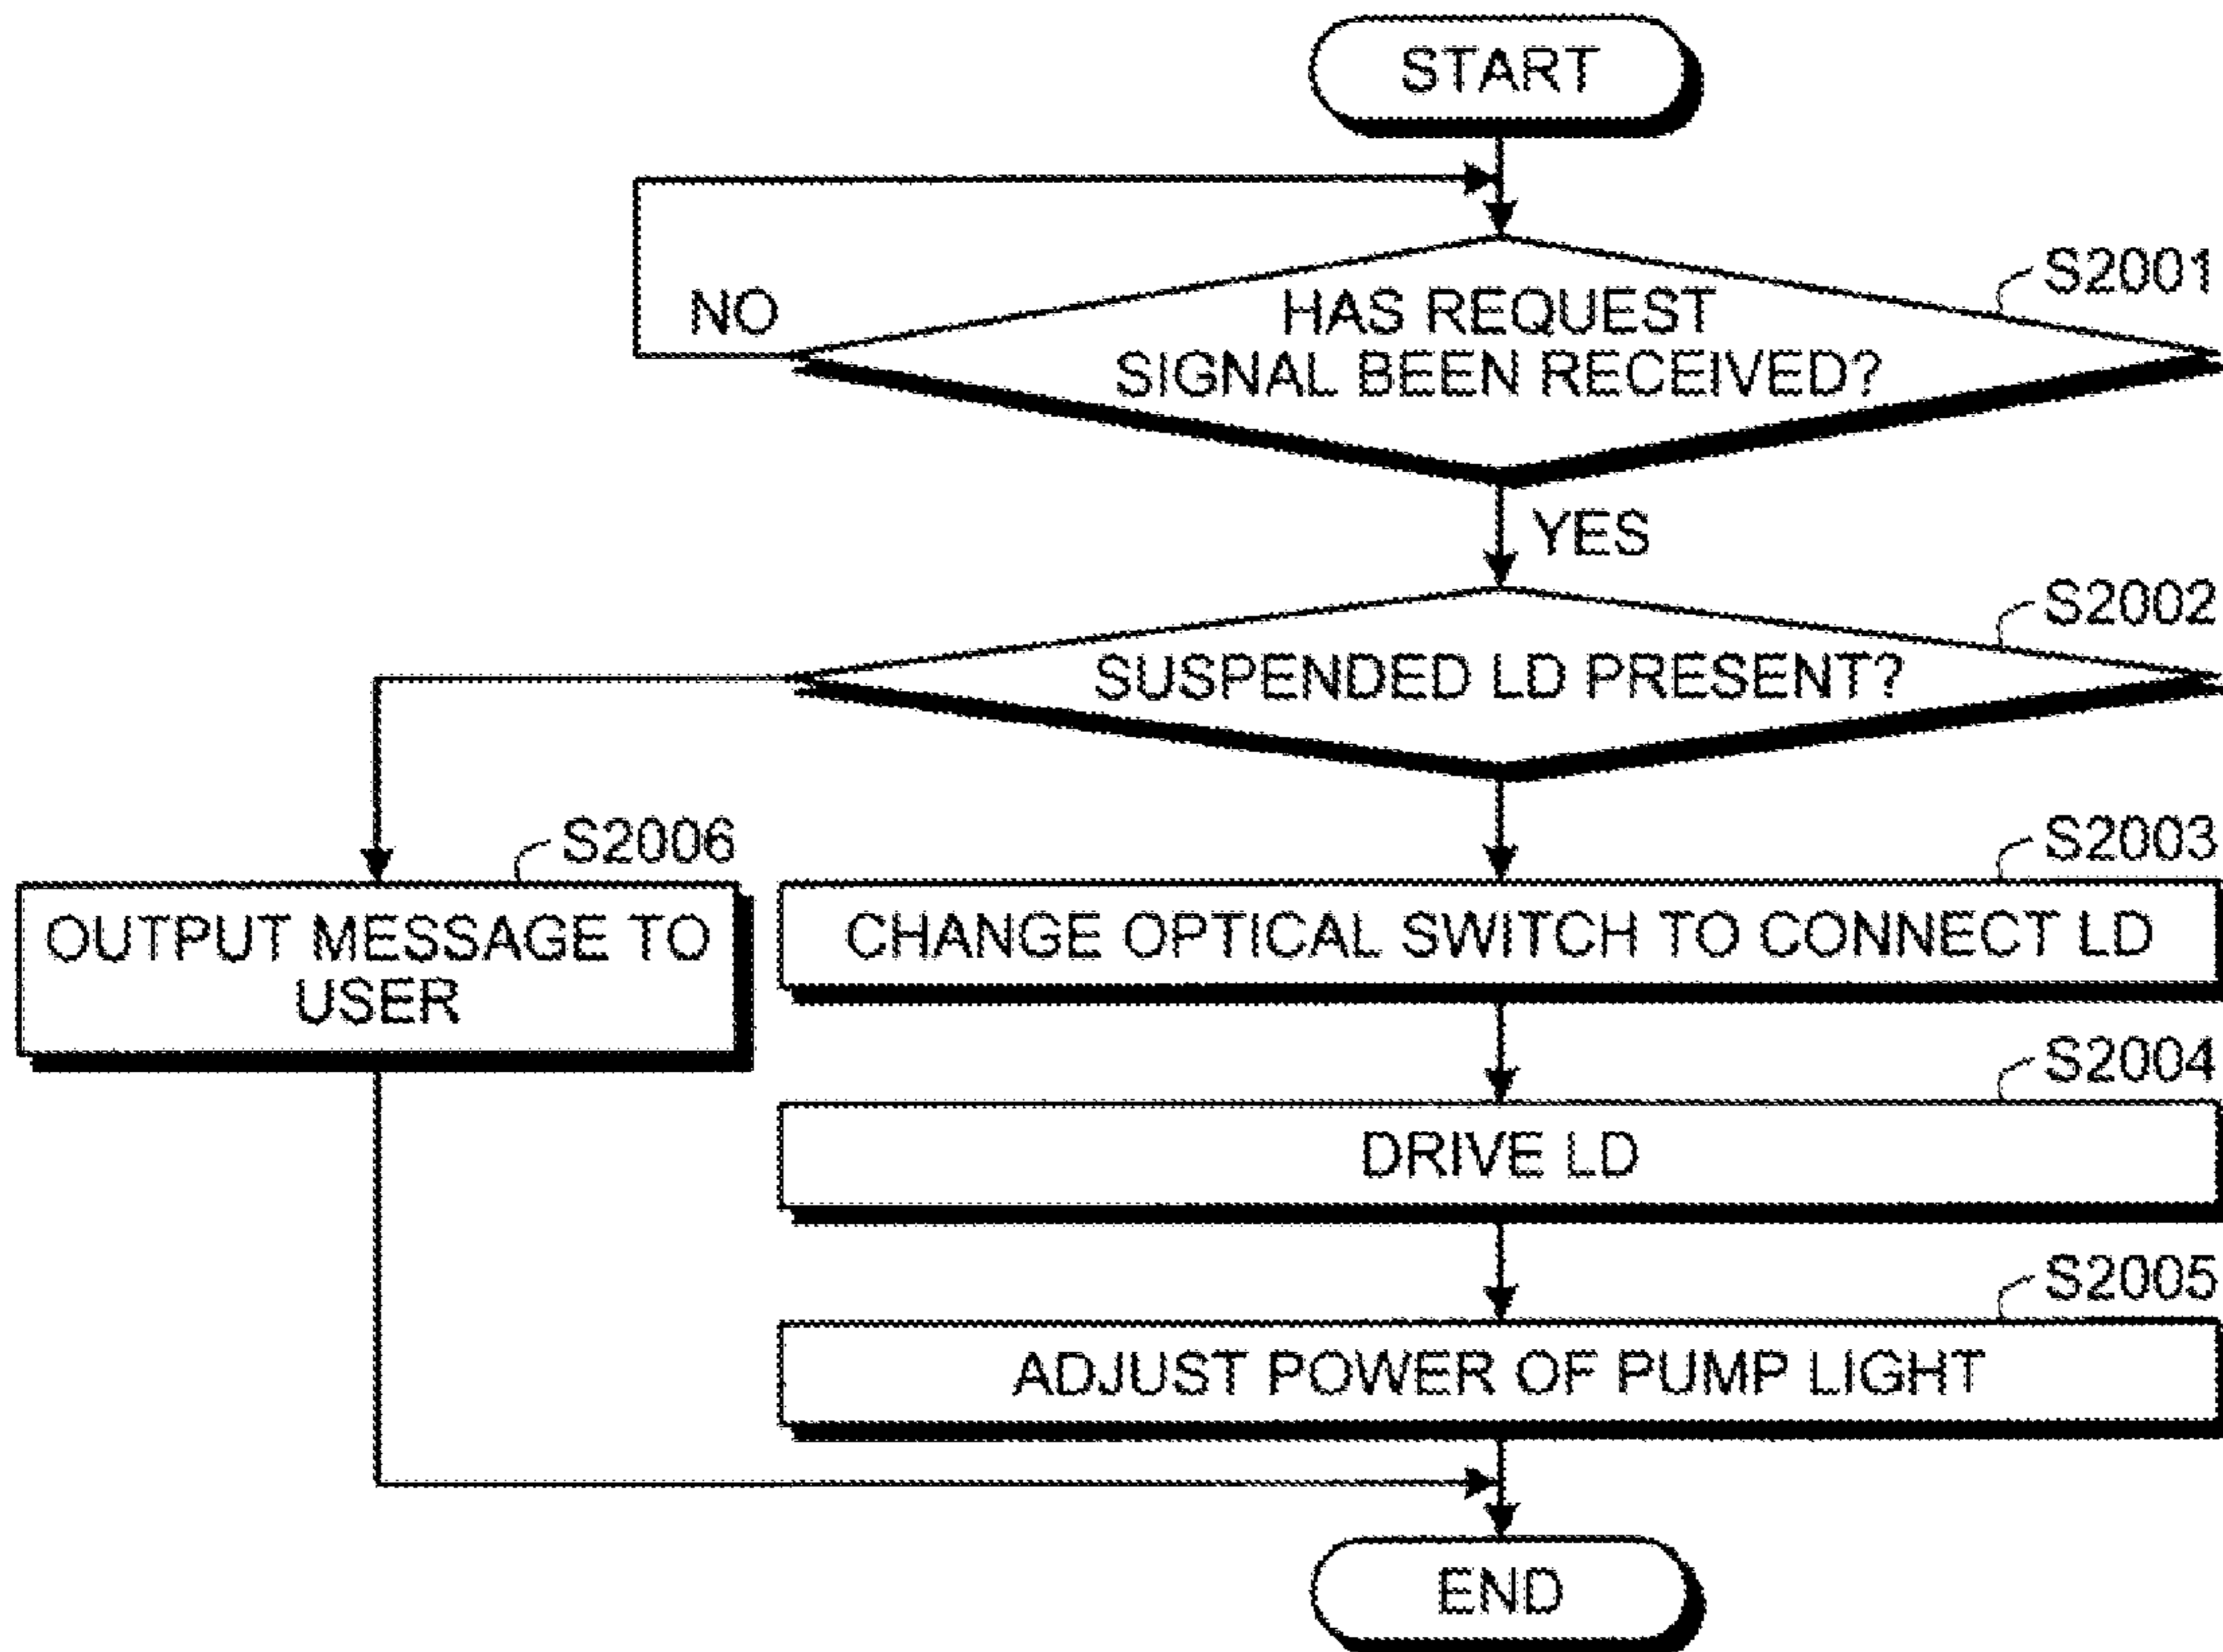 START
NO
HAS REQUEST
SIGNAL BEEN RECEIVED?
S2001
YES
SUSPENDED LD PRESENT?
S2002
S2006
OUTPUT MESSAGE TO
USER
S2003
CHANGE OPTICAL SWITCH TO CONNECT LD
S2004
DRIVE LD
S2005
ADJUST POWER OF PUMP LIGHT
END